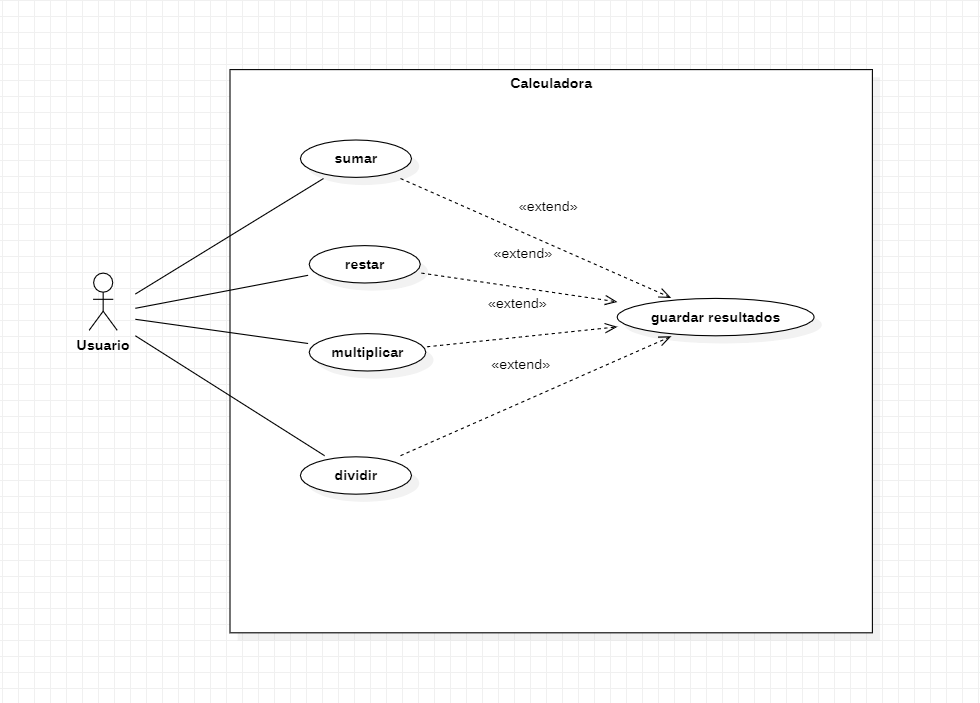 Calculadora
sumar
«extend»
«extend»
restar
«extend»
guardar resultados
Usuario
multiplicar
«extend»
dividir